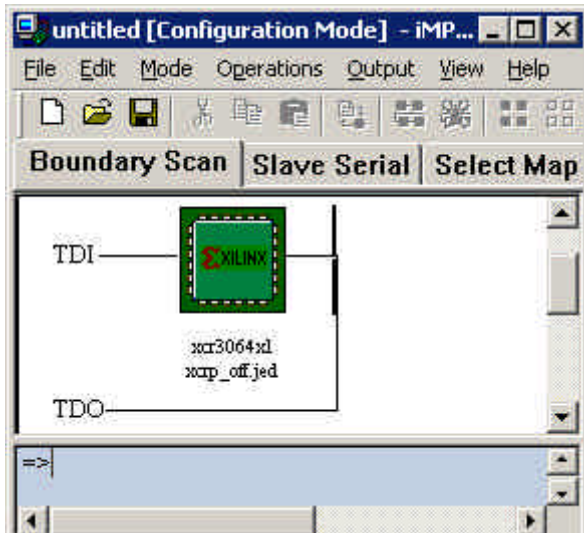 untitled [Configuration Mode] - iMP...
File Edit Mode Operations Output View Help
Boundary Scan Slave Serial Select Map
TDI
XILINX
xcr3064xl
xcrp_off.jed
TDO
=>